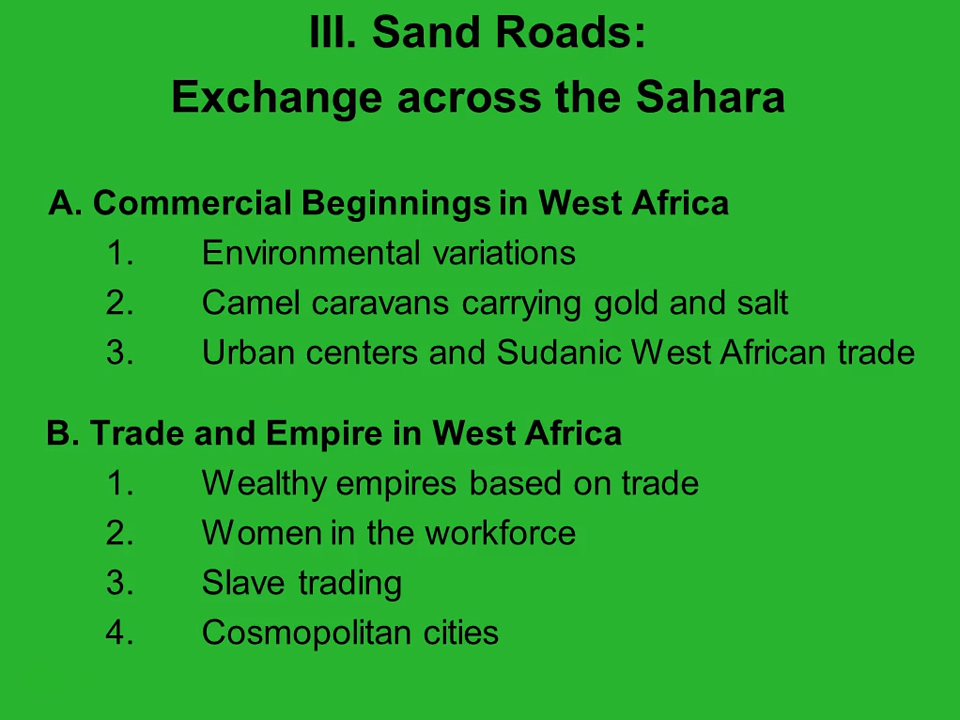 III. Sand Roads:
Exchange across the Sahara
A. Commercial Beginnings in West Africa
1. Environmental variations
2. Camel caravans carrying gold and salt
3. Urban centers and Sudanic West African trade
B. Trade and Empire in West Africa
1. Wealthy empires based on trade
2. Women in the workforce
3. Slave trading
4. Cosmopolitan cities